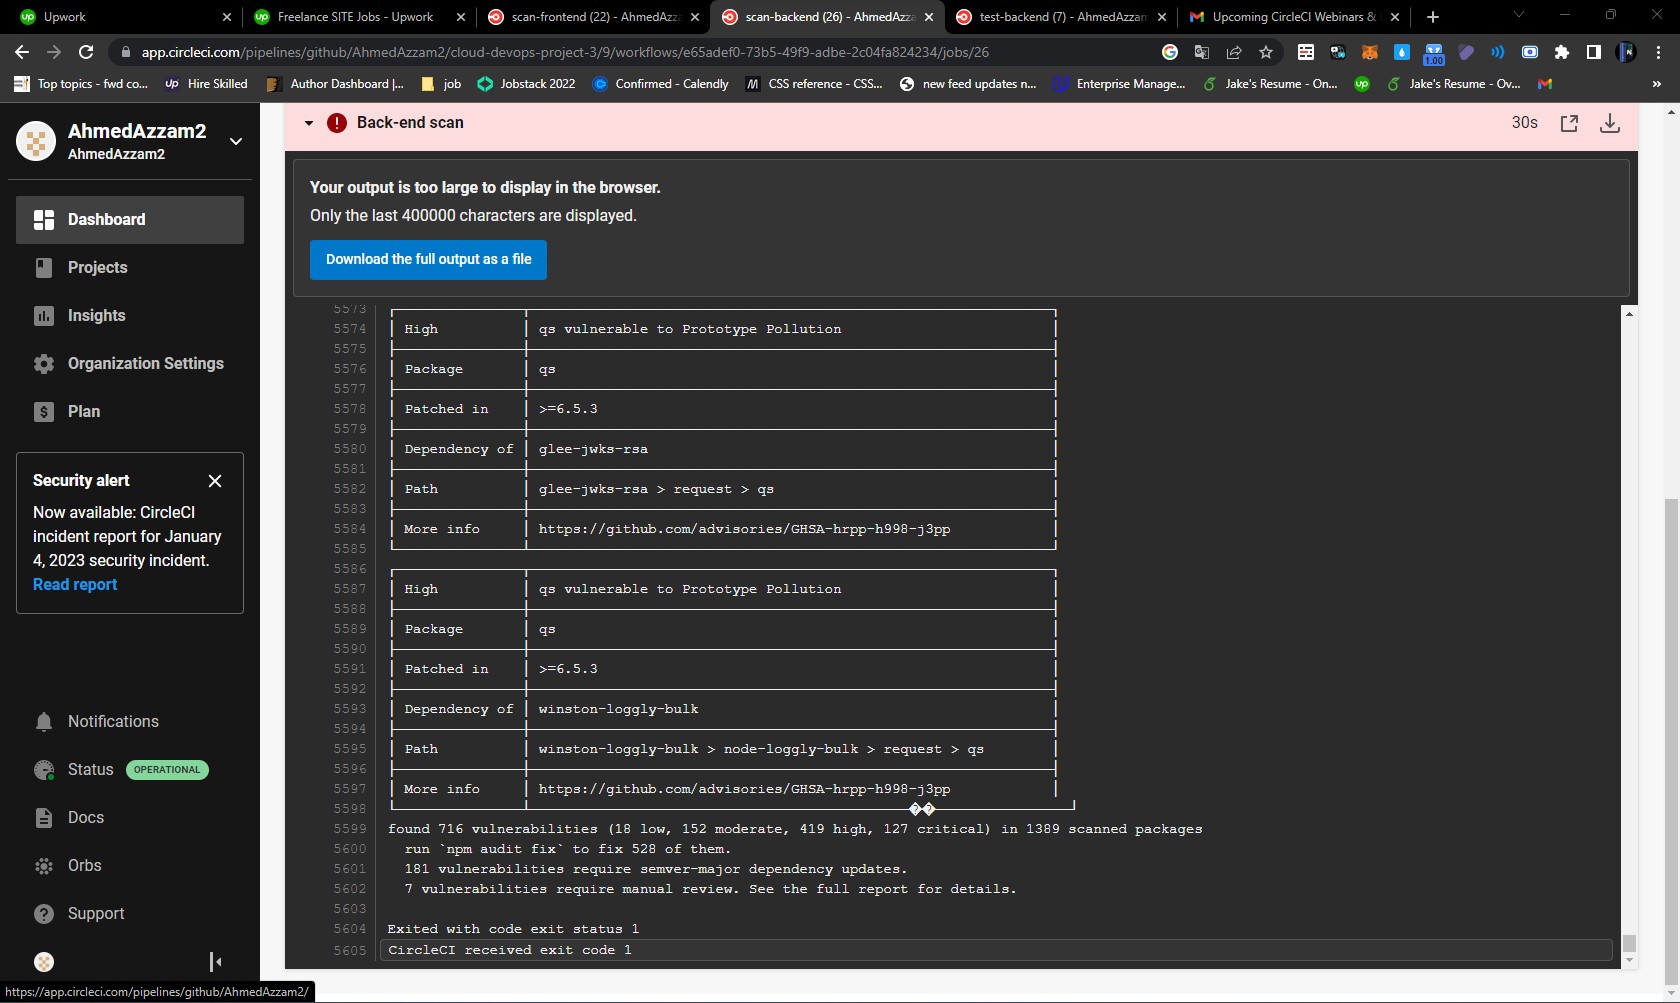 Upwork
Freelance SITE Jobs - Upwork
scan-frontend (22) - AhmedAzz
scan-backend (26) - AhmedAzza
test-backend (7) - AhmedAzzam
Upcoming CircleCI Webinars &
app.circleci.com/pipelines/github/AhmedAzzam2/cloud-devops-project-3/9/workflows/e65adef0-73b5-49f9-adbe-2c04fa824234/jobs/26
1.00
Top topics - fwd co...
Hire Skilled
Author Dashboard |...
job
Jobstack 2022
Confirmed - Calendly
CSS reference - CSS...
new feed updates n...
Enterprise Manage...
Jake's Resume - On...
Jake's Resume - Ov...
»
AhmedAzzam2
AhmedAzzam2
Dashboard
Projects
Insights
Organization Settings
Plan
Security alert
Now available: CircleCI
incident report for January
4, 2023 security incident.
Read report
Notifications
Status OPERATIONAL
Docs
Orbs
Support
https://app.circleci.com/pipelines/github/AhmedAzzam2/
Back-end scan
30s
Your output is too large to display in the browser.
Only the last 400000 characters are displayed.
Download the full output as a file
5573
5574 High qs vulnerable to Prototype Pollution
5575
5576 Package qs
5577
5578 Patched in >=6.5.3
5579
5580 Dependency of glee-jwks-rsa
5581
5582 Path glee-jwks-rsa > request > qs
5583
5584 More info https://github.com/advisories/GHSA-hrpp-h998-j3pp
5585
5586
5587 High qs vulnerable to Prototype Pollution
5588
5589 Package qs
5590
5591 Patched in >=6.5.3
5592
5593 Dependency of winston-loggly-bulk
5594
5595 Path winston-loggly-bulk > node-loggly-bulk > request > qs
5596
5597 More info https://github.com/advisories/GHSA-hrpp-h998-j3pp
5598 ��
5599 found 716 vulnerabilities (18 low, 152 moderate, 419 high, 127 critical) in 1389 scanned packages
5600 run `npm audit fix` to fix 528 of them.
5601 181 vulnerabilities require semver-major dependency updates.
5602 7 vulnerabilities require manual review. See the full report for details.
5603
5604 Exited with code exit status 1
5605 CircleCI received exit code 1